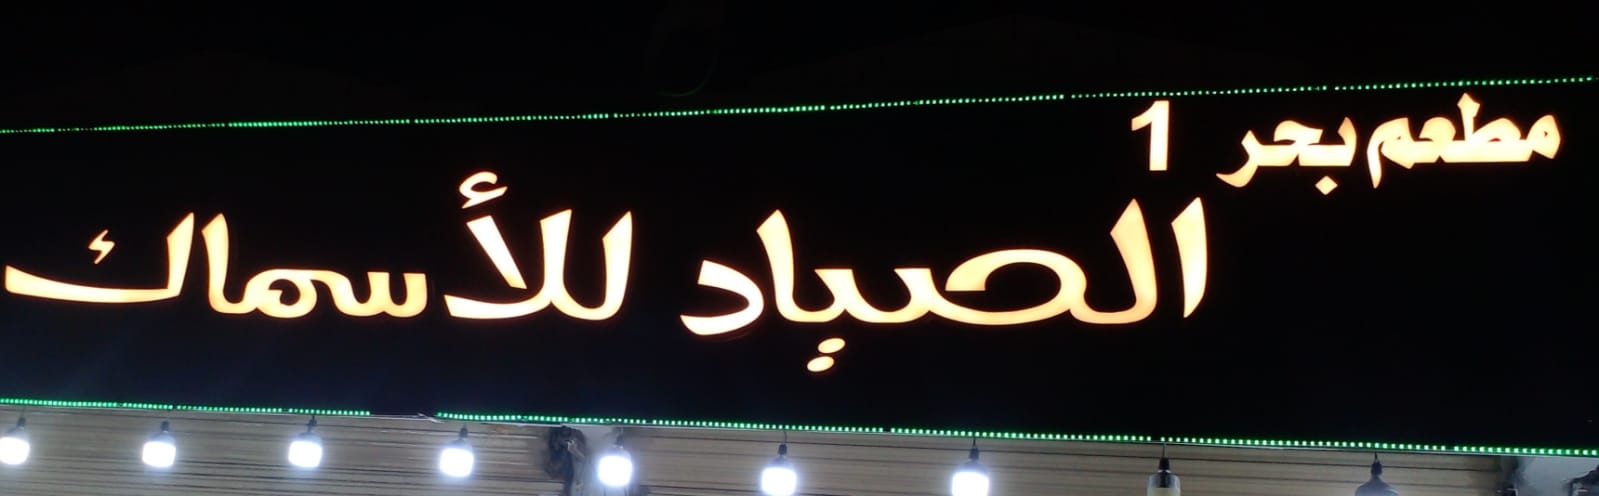 مطعم بحر 1
الصياد للأسماك